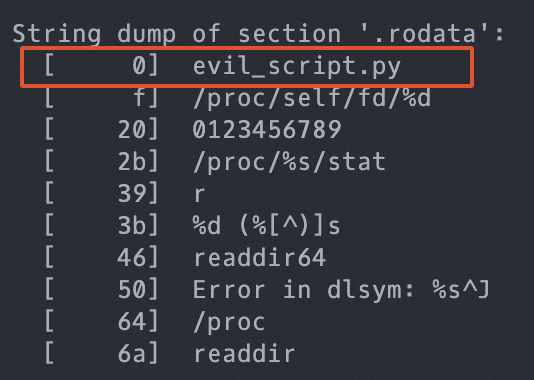 String dump of section '.rodata':
[ 0] evil_script.py
[ f] /proc/self/fd/%d
[ 20] 0123456789
[ 2b] /proc/%s/stat
[ 39] r
[ 3b] %d (%[^)]s
[ 46] readdir64
[ 50] Error in dlsym: %s^J
[ 64] /proc
[ 6a] readdir